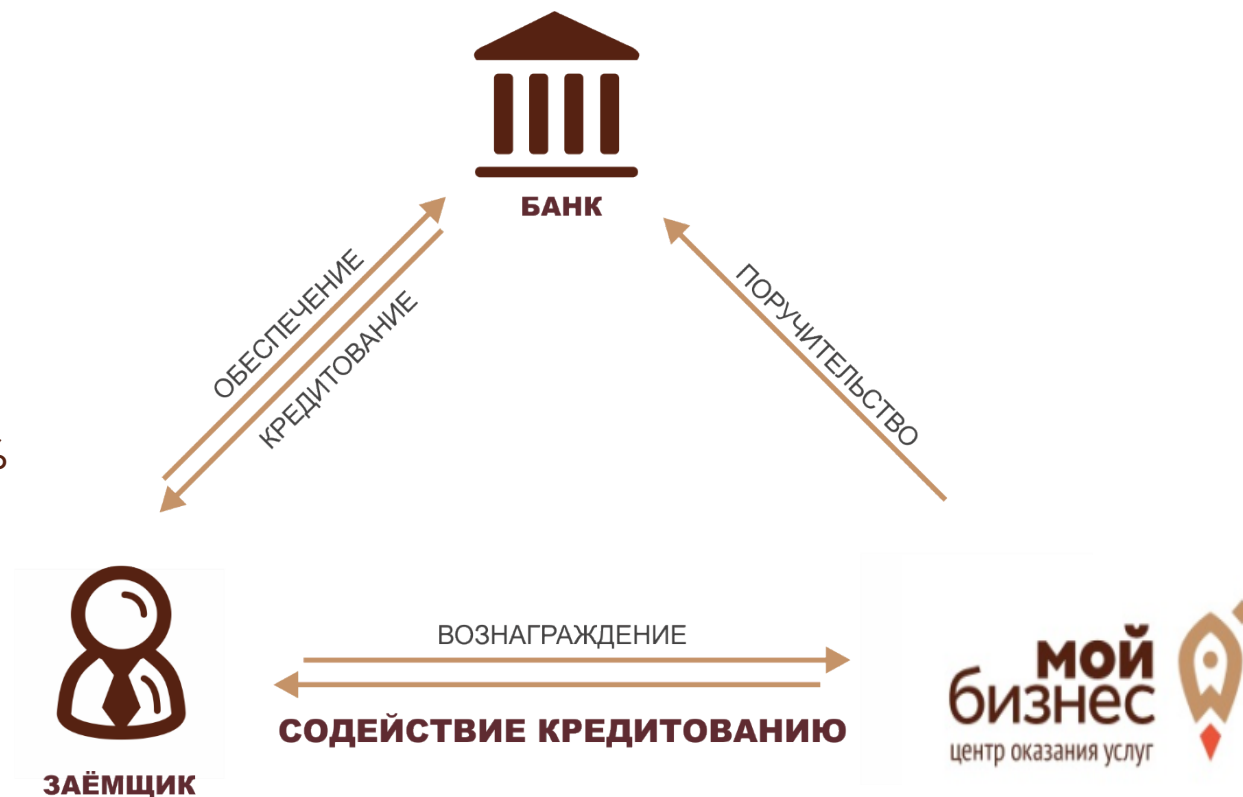 БАНК
ОБЕСПЕЧЕНИЕ
КРЕДИТОВАНИЕ
ПОРУЧИТЕЛЬСТВО
ВОЗНАГРАЖДЕНИЕ
СОДЕЙСТВИЕ КРЕДИТОВАНИЮ
ЗАЁМЩИК
мой
бизнес
центр оказания услуг